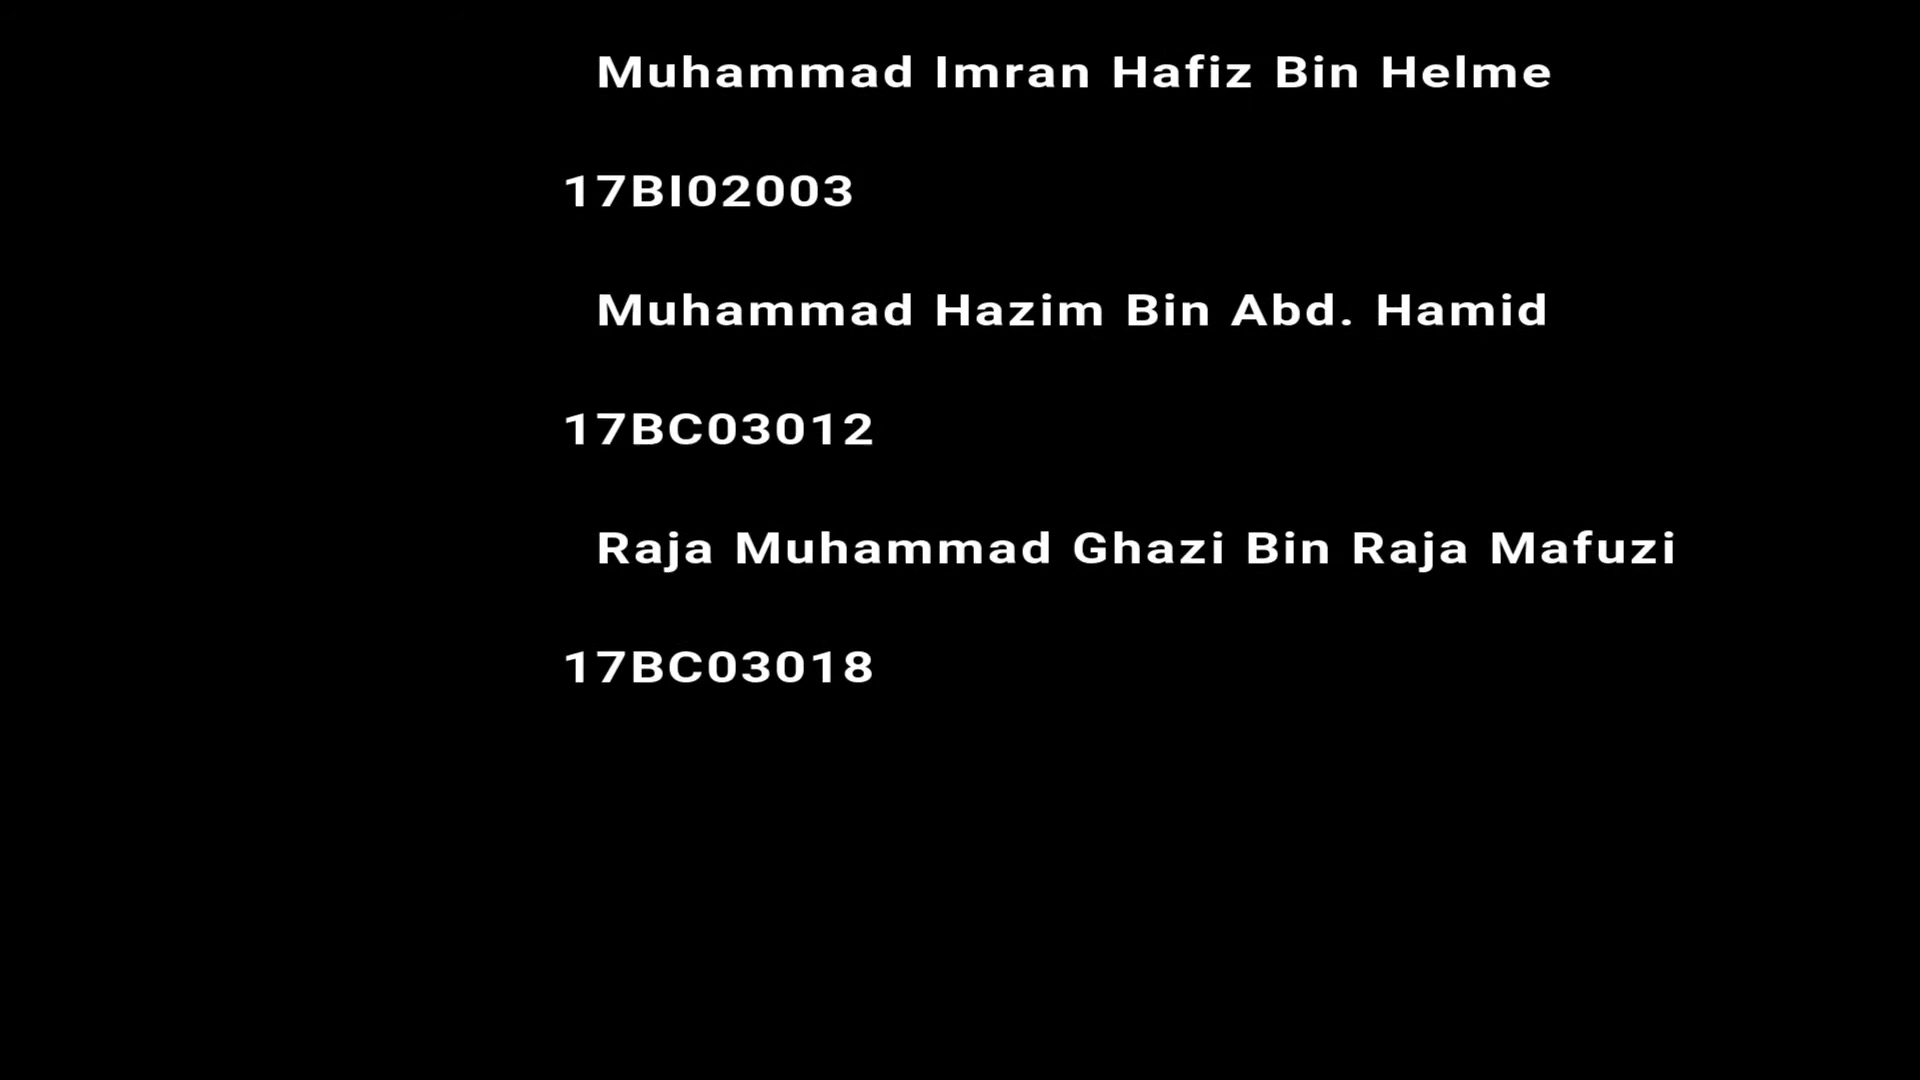 Muhammad Imran Hafiz Bin Helme
17BI02003
Muhammad Hazim Bin Abd. Hamid
17BC03012
Raja Muhammad Ghazi Bin Raja Mafuzi
17BC03018